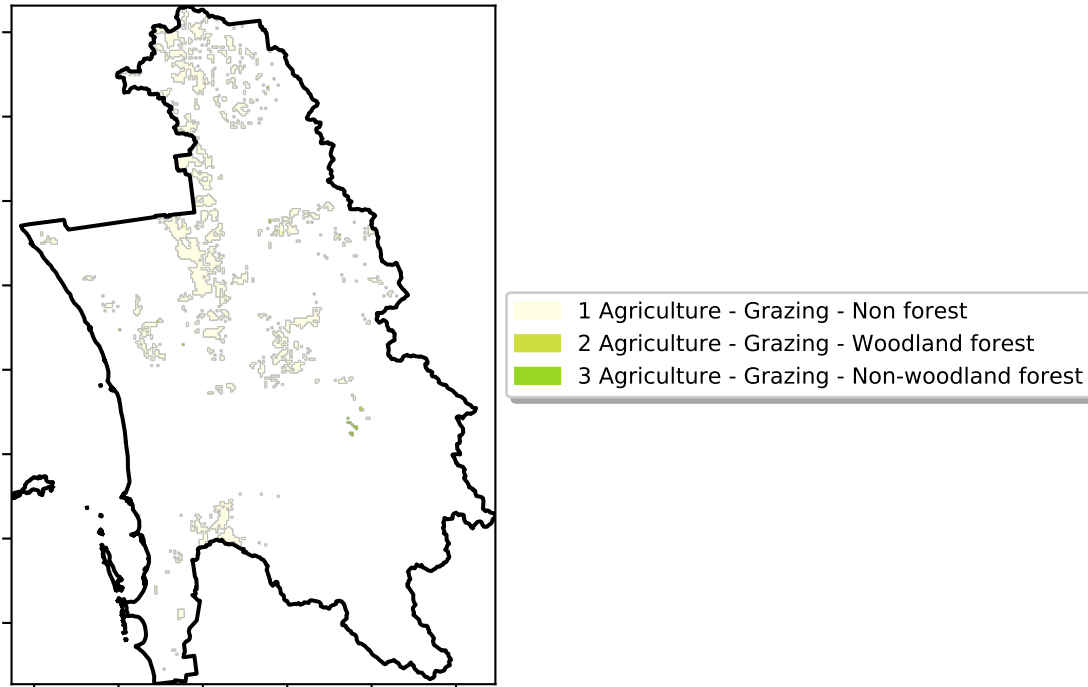 1 Agriculture - Grazing - Non forest
2 Agriculture - Grazing - Woodland forest
3 Agriculture - Grazing - Non-woodland forest